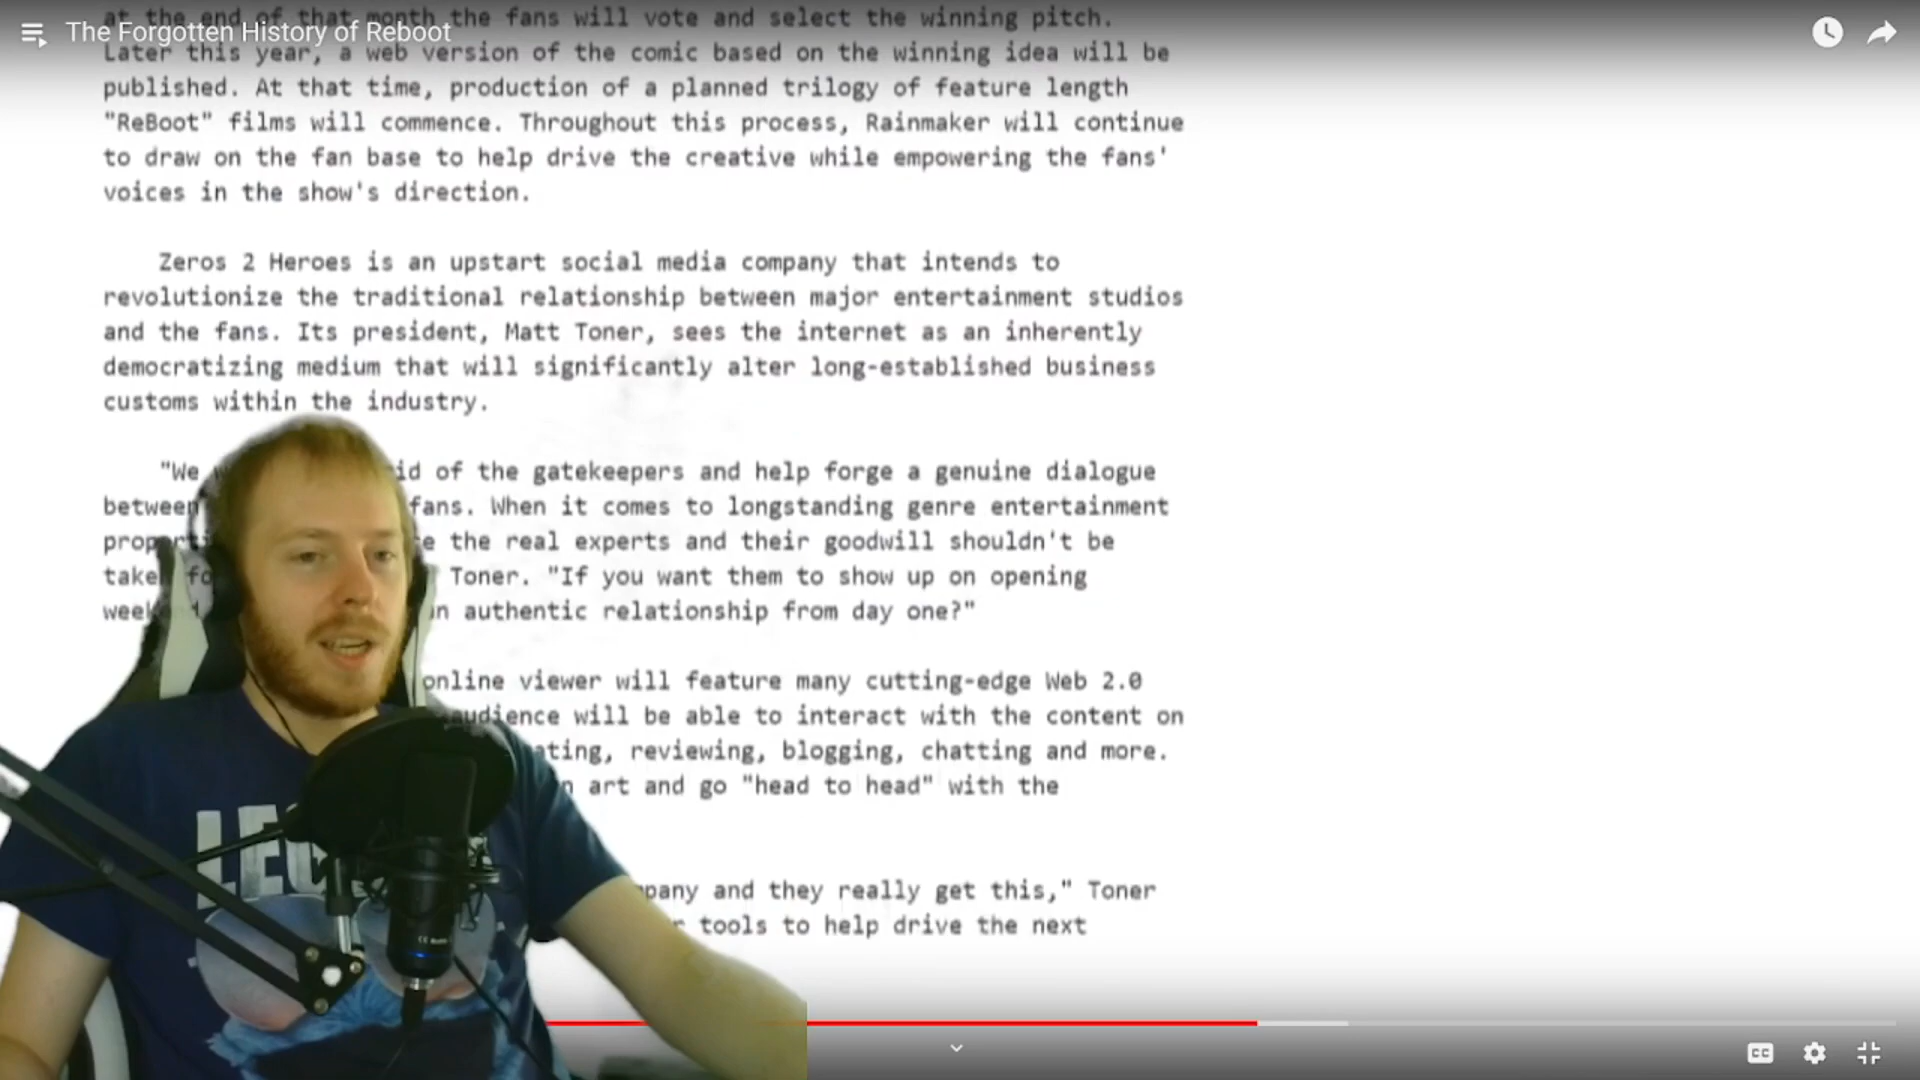 at the end of that month the fans will vote and select the winning pitch.
The Forgotten History of Reboot
Later this year, a web version of the comic based on the winning idea will be
published. At that time, production of a planned trilogy of feature length
"ReBoot" films will commence. Throughout this process, Rainmaker will continue
to draw on the fan base to help drive the creative while empowering the fans'
voices in the show's direction.
Zeros 2 Heroes is an upstart social media company that intends to
revolutionize the traditional relationship between major entertainment studios
and the fans. Its president, Matt Toner, sees the internet as an inherently
democratizing medium that will significantly alter long-established business
customs within the industry.
"We of the gatekeepers and help forge a genuine dialogue
between fans. When it comes to longstanding genre entertainment
the real experts and their goodwill shouldn't be
Toner. "If you want them to show up on opening
authentic relationship from day one?"
online viewer will feature many cutting-edge Web 2.0
audience will be able to interact with the content on
reviewing, blogging, chatting and more.
art and go "head to head" with the
and they really get this," Toner
tools to help drive the next
CC